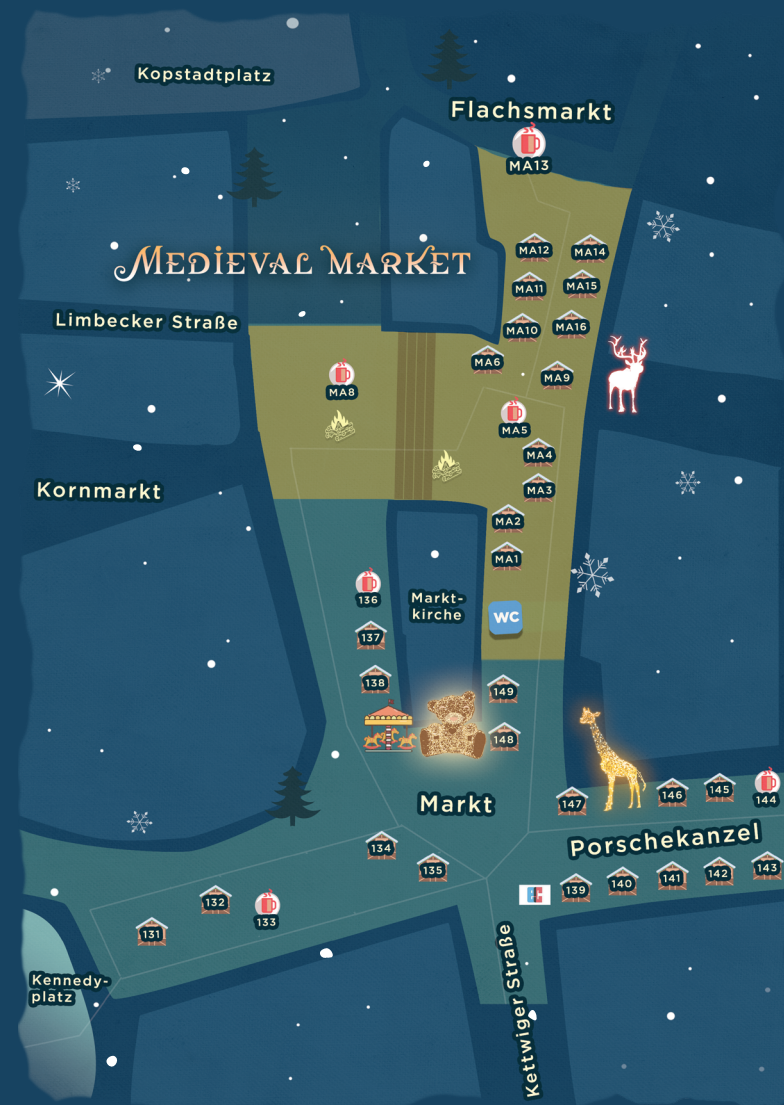 Kopstadtplatz
Flachsmarkt
MA13
MA12
MA14
MEDIEVAL MARKET
MA11
MA15
Limbecker Straße
MA10
MA16
MA6
MA9
MA8
MA5
MA4
Kornmarkt
MA3
MA2
MA1
136
Markt-
kirche
WC
137
138
149
148
Markt
147
146
145
144
Porschekanzel
134
135
139
140
141
142
143
132
133
131
Kennedy-
platz
Kettwiger Straße